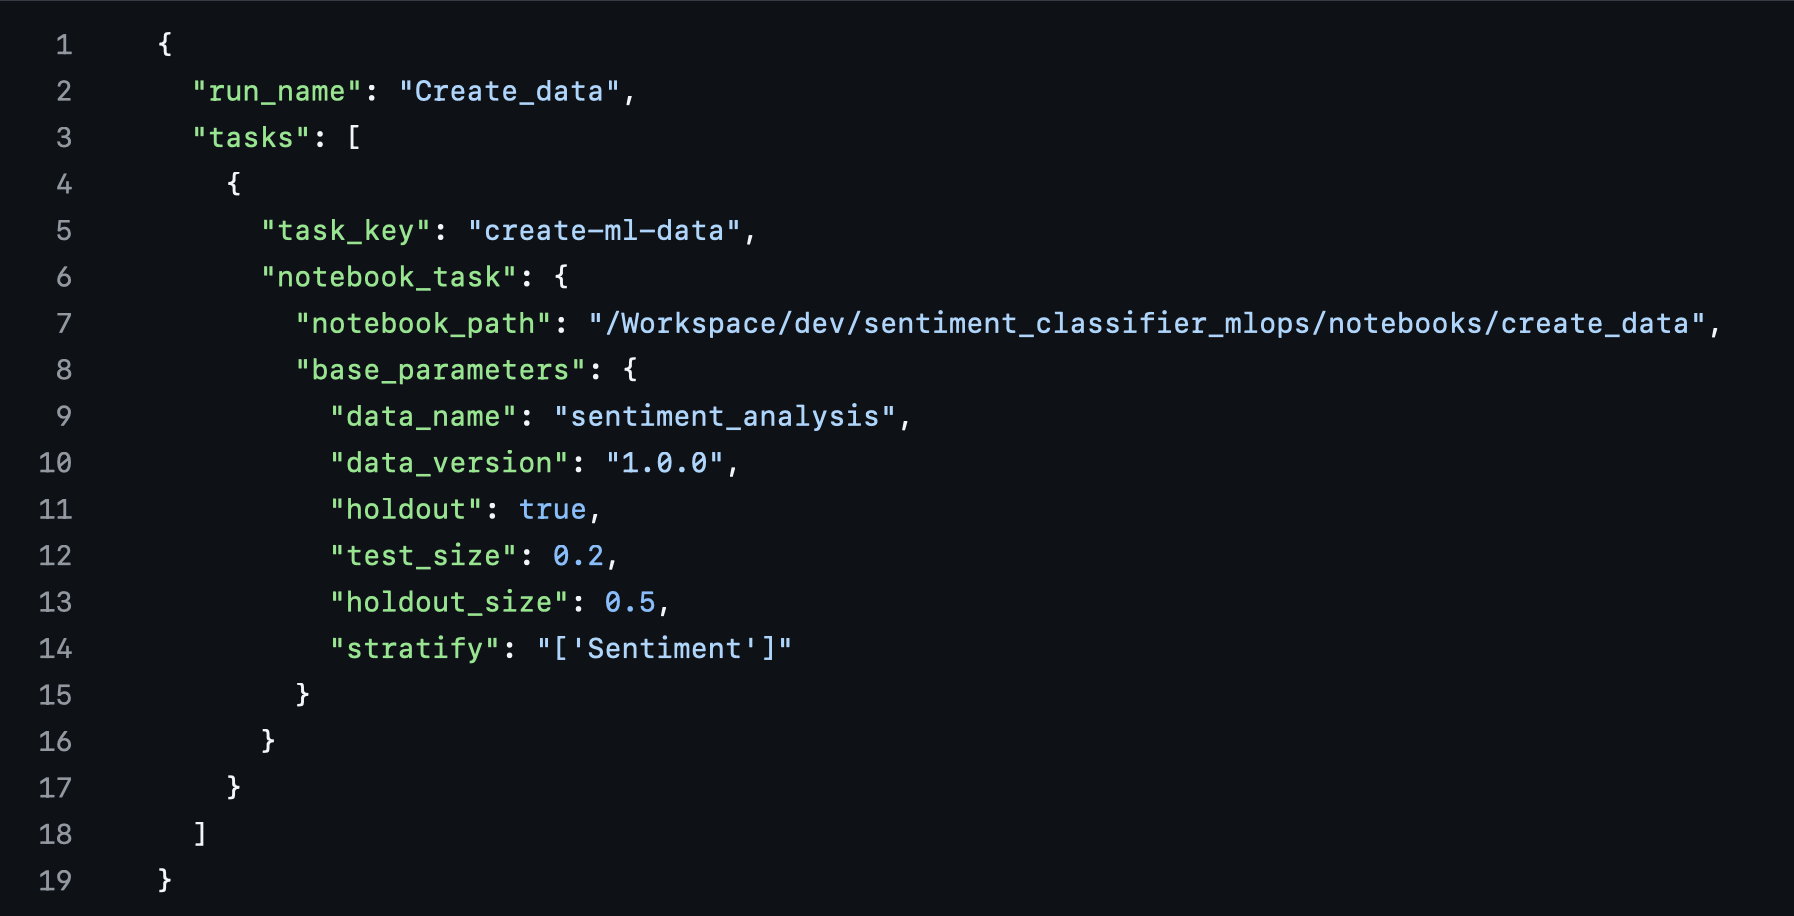 1 {
2 "run_name": "Create_data",
3 "tasks": [
4 {
5 "task_key": "create-ml-data",
6 "notebook_task": {
7 "notebook_path": "/Workspace/dev/sentiment_classifier_mlops/notebooks/create_data",
8 "base_parameters": {
9 "data_name": "sentiment_analysis",
10 "data_version": "1.0.0",
11 "holdout": true,
12 "test_size": 0.2,
13 "holdout_size": 0.5,
14 "stratify": "['Sentiment']"
15 }
16 }
17 }
18 ]
19 }